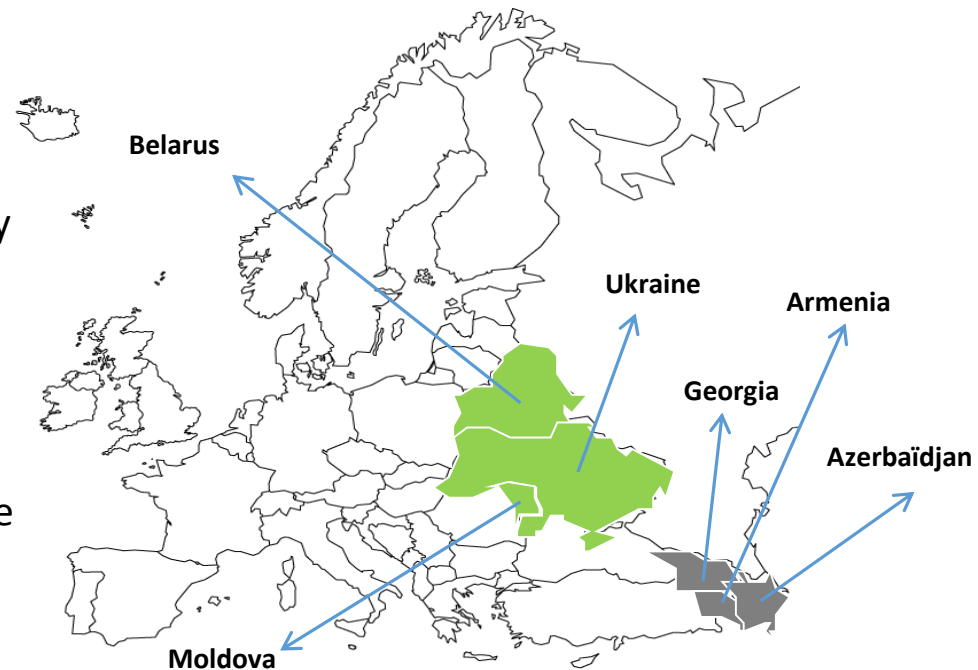 Belarus
y
Ukraine
Armenia
Georgia
Azerbaïdjan
e
Moldova